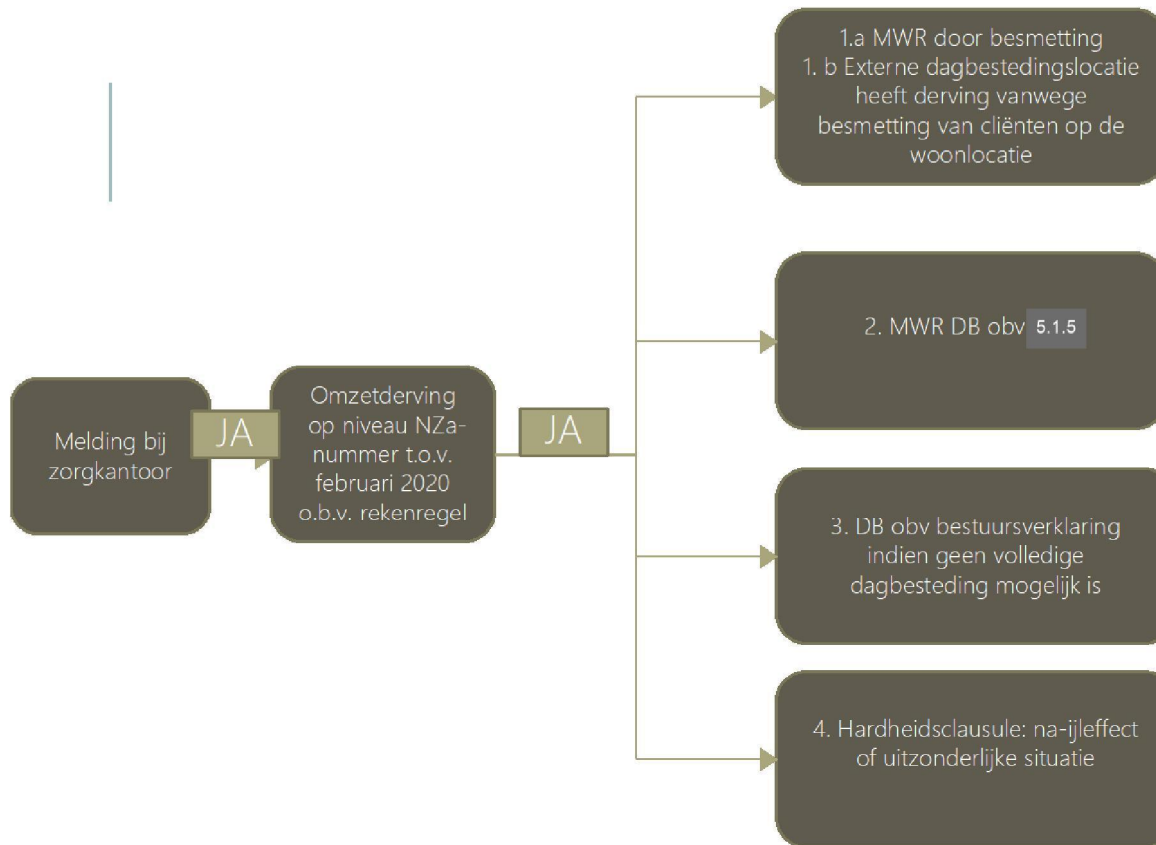 Melding bij
zorgkantoor
JA
Omzetderving
op niveau NZa-
nummer t.o.v.
februari 2020
o.b.v. rekenregel
JA
1.a MWR door besmetting
1. b Externe dagbestedingslocatie
heeft derving vanwege
besmetting van cliënten op de
woonlocatie
2. MWR DB obv 5.1.5
3. DB obv bestuursverklaring
indien geen volledige
dagbesteding mogelijk is
4. Hardheidsclausule: na-ijleffect
of uitzonderlijke situatie